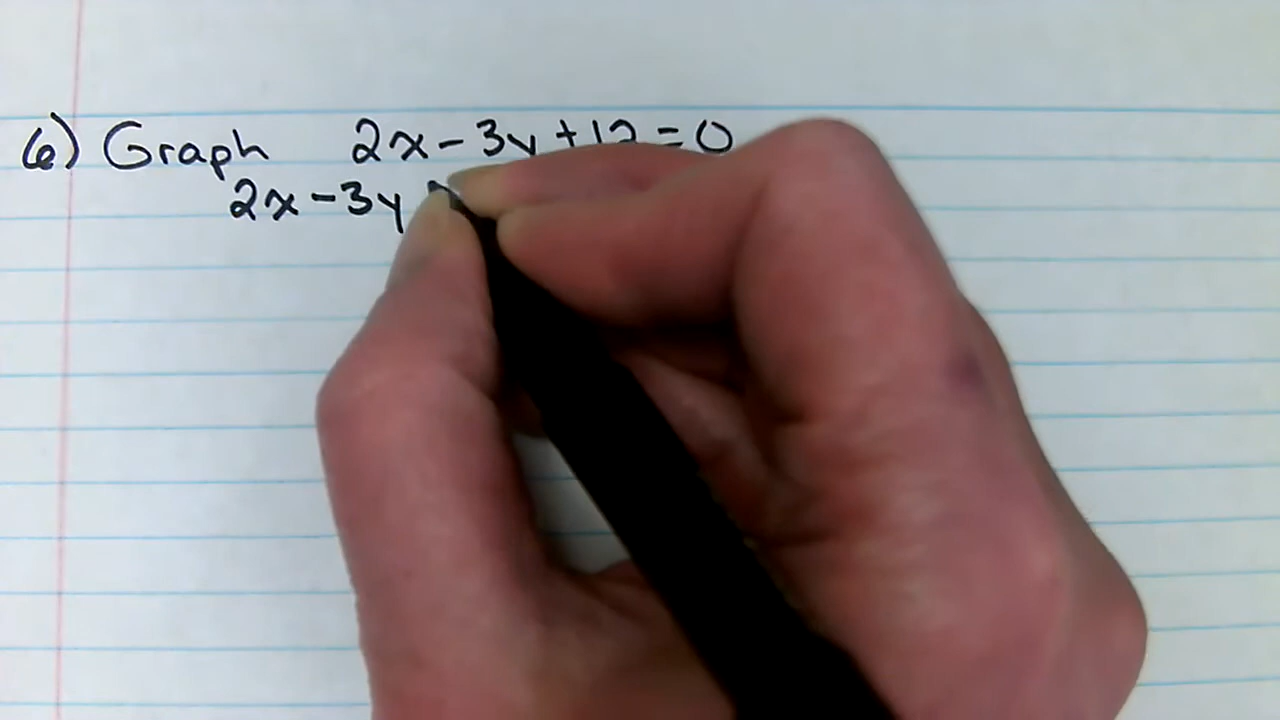 6) Graph 2x - 3y + 12 = 0
2x - 3y